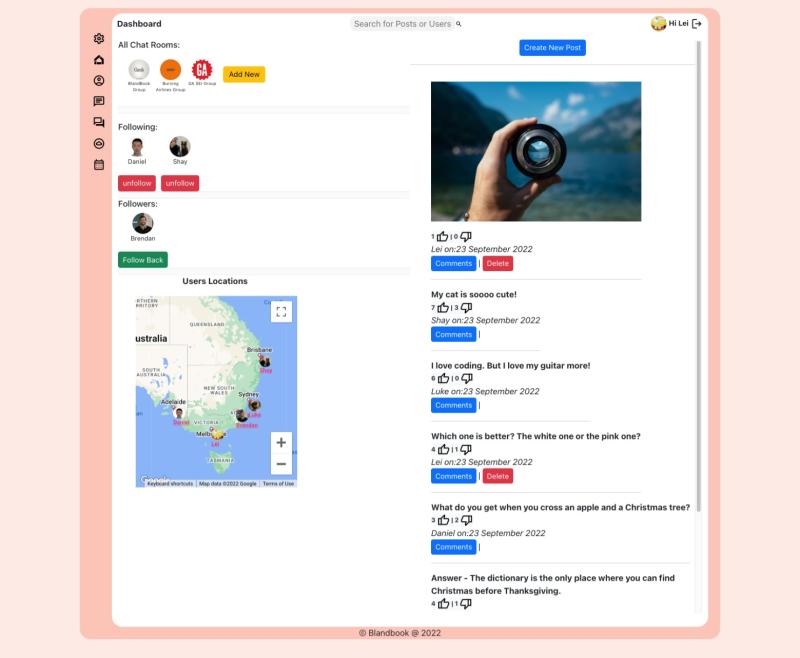 Dashboard
Search for Posts or Users
Hi Lei
All Chat Rooms:
BlandBook
Group
Burning
Airlines Group
GA
GA SEI Group
Add New
Following:
Daniel
Shay
unfollow
unfollow
Followers:
Brendan
Follow Back
Users Locations
QUEENSLAND
ustralia
Brisbane
Shay
SOUTH
AUSTRALIA
NEW SOUTH
WALES
Sydney
Luke
Adelaide
Daniel
VICTORIA
Brendan
Melb
Lei
TASMANIA
Keyboard shortcuts
Map data ©2022 Google
Terms of Use
Create New Post
1 | 0
Lei on:23 September 2022
Comments | Delete
My cat is soooo cute!
7 | 3
Shay on:23 September 2022
Comments |
I love coding. But I love my guitar more!
6 | 0
Luke on:23 September 2022
Comments |
Which one is better? The white one or the pink one?
4 | 1
Lei on:23 September 2022
Comments | Delete
What do you get when you cross an apple and a Christmas tree?
3 | 2
Daniel on:23 September 2022
Comments |
Answer - The dictionary is the only place where you can find
Christmas before Thanksgiving.
4 | 1
© Blandbook @ 2022